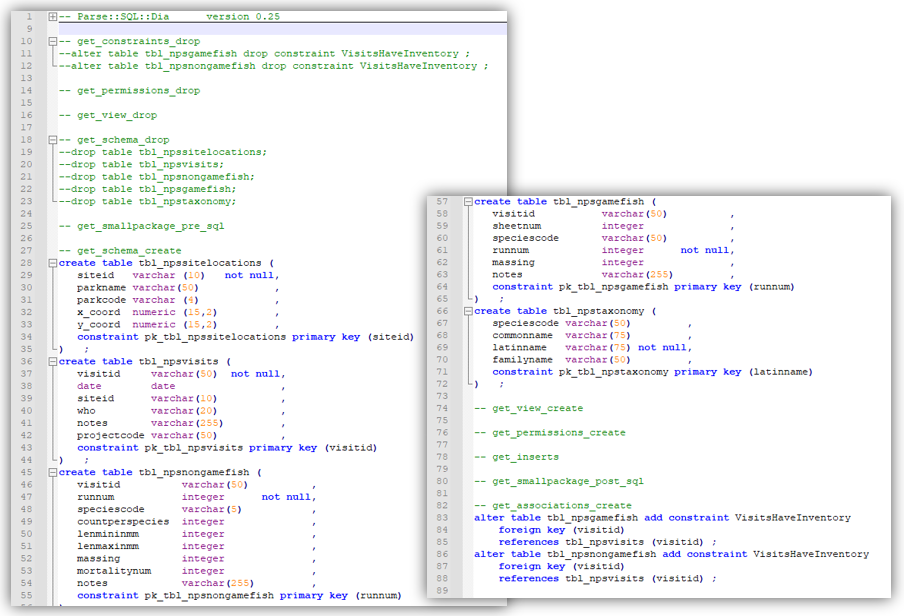 1 -- Parse::SQL::Dia      version 0.25
9
10 -- get_constraints_drop
11 --alter table tbl_npsgamefish drop constraint VisitsHaveInventory ;
12 --alter table tbl_npsnongamefish drop constraint VisitsHaveInventory ;
13
14 -- get_permissions_drop
15
16 -- get_view_drop
17
18 -- get_schema_drop
19 --drop table tbl_npssitelocations;
20 --drop table tbl_npsvisits;
21 --drop table tbl_npsnongamefish;
22 --drop table tbl_npsgamefish;
23 --drop table tbl_npstaxonomy;
24
25 -- get_smallpackage_pre_sql
26
27 -- get_schema_create
28 create table tbl_npssitelocations (
29    siteid   varchar (10)   not null,
30    parkname varchar(50)            ,
31    parkcode varchar (4)            ,
32    x_coord  numeric (15,2)         ,
33    y_coord  numeric (15,2)         ,
34    constraint pk_tbl_npssitelocations primary key (siteid)
35 )   ;
36 create table tbl_npsvisits (
37    visitid     varchar(50)  not null,
38    date        date                 ,
39    siteid      varchar(10)          ,
40    who         varchar(20)          ,
41    notes       varchar(255)         ,
42    projectcode varchar(50)          ,
43    constraint pk_tbl_npsvisits primary key (visitid)
44 )   ;
45 create table tbl_npsnongamefish (
46    visitid          varchar(50)          ,
47    runnum           integer      not null,
48    speciescode      varchar(5)           ,
49    countperspecies  integer              ,
50    lenmininmm       integer              ,
51    lenmaxinmm       integer              ,
52    massing          integer              ,
53    mortalitynum     integer              ,
54    notes            varchar(255)         ,
55    constraint pk_tbl_npsnongamefish primary key (runnum)
57 create table tbl_npsgamefish (
58    visitid           varchar(50)          ,
59    sheetnum          integer              ,
60    speciescode       varchar(50)          ,
61    runnum            integer      not null,
62    massing           integer              ,
63    notes             varchar(255)         ,
64    constraint pk_tbl_npsgamefish primary key (runnum)
65 )   ;
66 create table tbl_npstaxonomy (
67    speciescode varchar(50)         ,
68    commonname  varchar(75)         ,
69    latinname   varchar(75) not null,
70    familyname  varchar(50)         ,
71    constraint pk_tbl_npstaxonomy primary key (latinname)
72 )   ;
73
74 -- get_view_create
75
76 -- get_permissions_create
77
78 -- get_inserts
79
80 -- get_smallpackage_post_sql
81
82 -- get_associations_create
83 alter table tbl_npsgamefish add constraint VisitsHaveInventory
84     foreign key (visitid)
85     references tbl_npsvisits (visitid) ;
86 alter table tbl_npsnongamefish add constraint VisitsHaveInventory
87     foreign key (visitid)
88     references tbl_npsvisits (visitid) ;
89